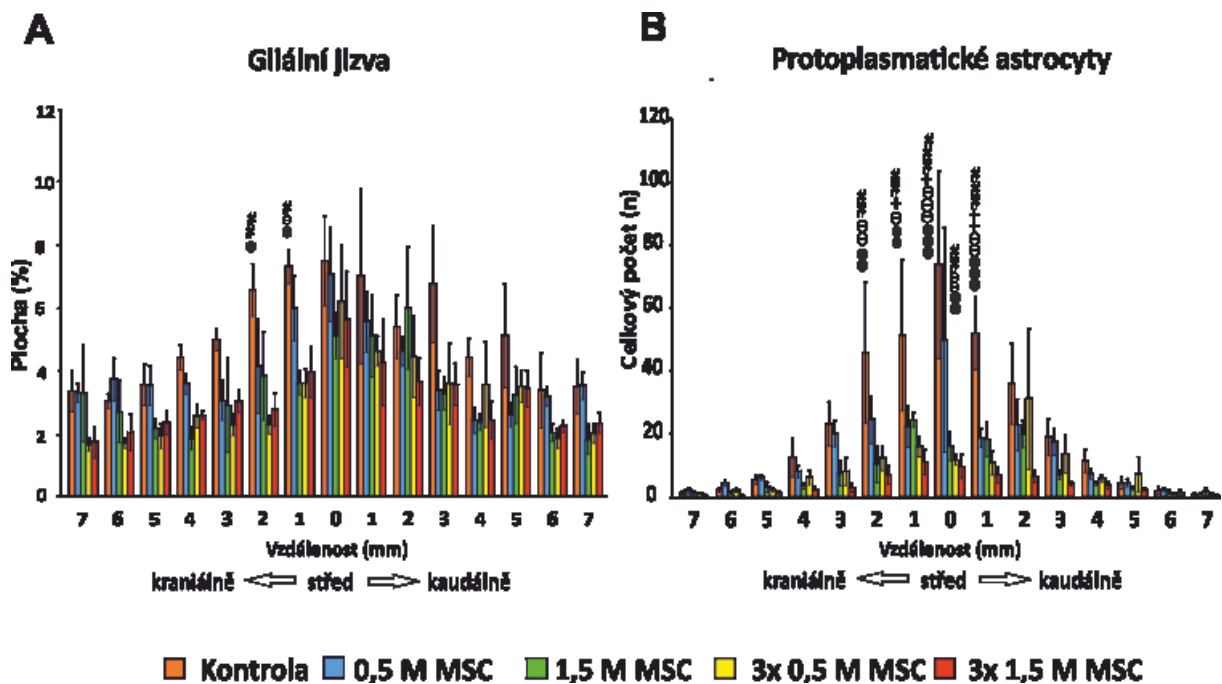 A
Gliální jizva
12
10
8
6
4
2
0
Plocha (%)
7 6 5 4 3 2 1 0 1 2 3 4 5 6 7
Vzdálenost (mm)
kraniálně střed kaudálně
B
Protoplasmatické astrocyty
120
100
80
60
40
20
0
Celkový počet (n)
7 6 5 4 3 2 1 0 1 2 3 4 5 6 7
Vzdálenost (mm)
kraniálně střed kaudálně
Kontrola 0,5 M MSC 1,5 M MSC 3x 0,5 M MSC 3x 1,5 M MSC